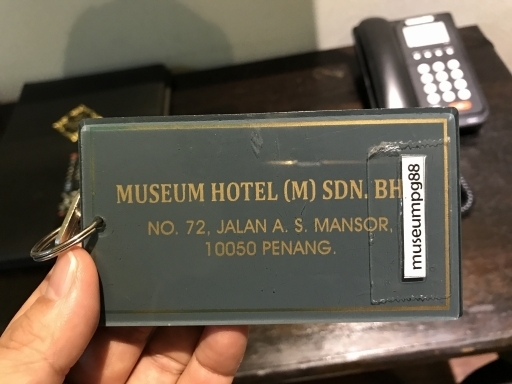 MUSEUM HOTEL (M) SDN. BH
NO. 72, JALAN A. S. MANSOR,
10050 PENANG.
museumpg88